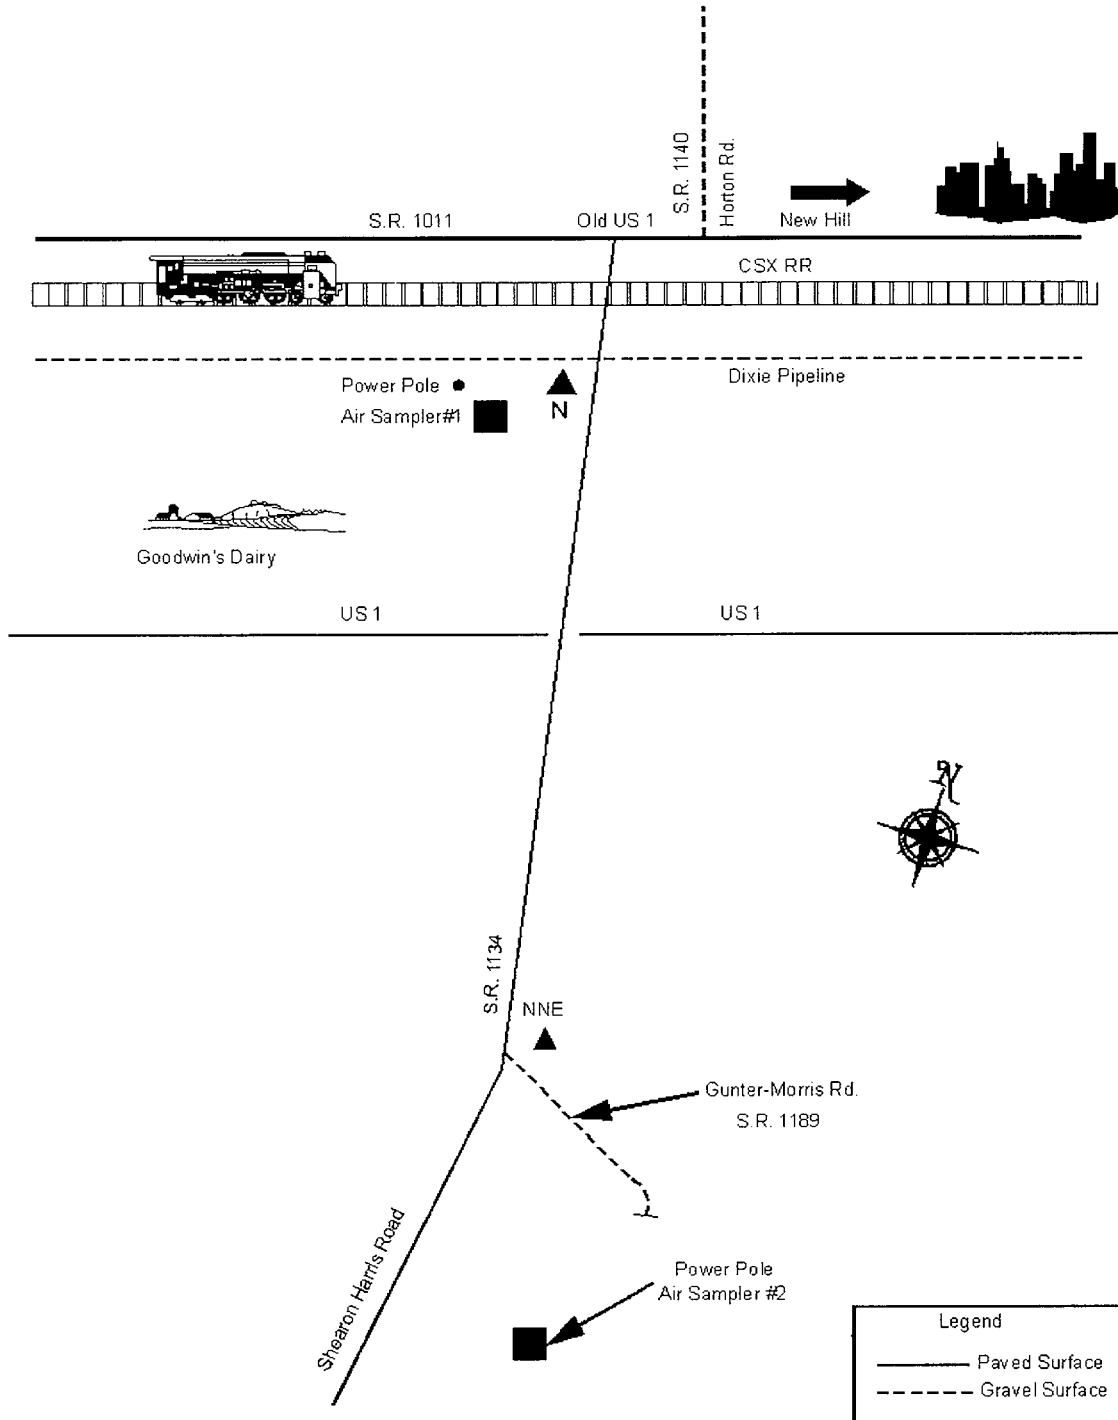 S.R. 1140
Horton Rd.
S.R. 1011
Old US 1
New Hill
CSX RR
Dixie Pipeline
Power Pole
Air Sampler#1
N
Goodwin's Dairy
US 1
US 1
N
S.R. 1134
NNE
Gunter-Morris Rd.
S.R. 1189
Shearon Harris Road
Power Pole
Air Sampler #2
Legend
Paved Surface
Gravel Surface